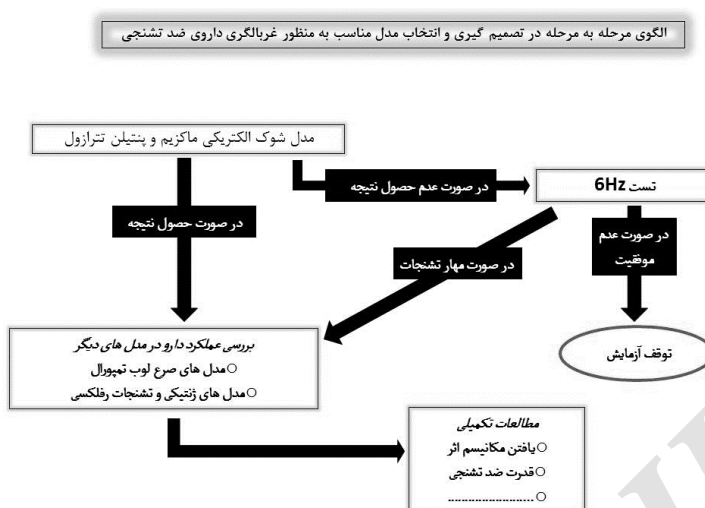 الگوی مرحله به مرحله در تصمیم گیری و انتخاب مدل مناسب به منظور غربالگری داروی ضد تشنجی
مدل شوک الکتریکی ماکزیم و پنتیلن تترازول
در صورت عدم حصول نتیجه
تست 6Hz
در صورت حصول نتیجه
در صورت عدم
موفقیت
در صورت مهار تشنجات
توقف آزمایش
بررسی عملکرد دارو در مدل های دیگر
○مدل های صرع لوب تمپورال
○مدل های ژنتیکی و تشنجات رفلکسی
مطالعات تکمیلی
○یافتن مکانیسم اثر
○قدرت ضد تشنجی
○..........................